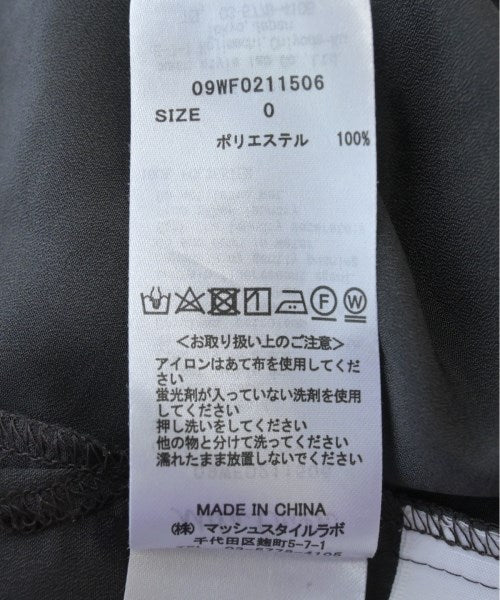 09WF0211506
SIZE 0
ポリエステル 100%
F W
<お取り扱い上のご注意>
アイロンはあて布を使用してくだ
さい
蛍光剤が入っていない洗剤を使用
してください
押し洗いをしてください
他の物と分けて洗ってください
濡れたまま放置しないでください
MADE IN CHINA
(株) マッシュスタイルラボ
千代田区麹町5-7-1